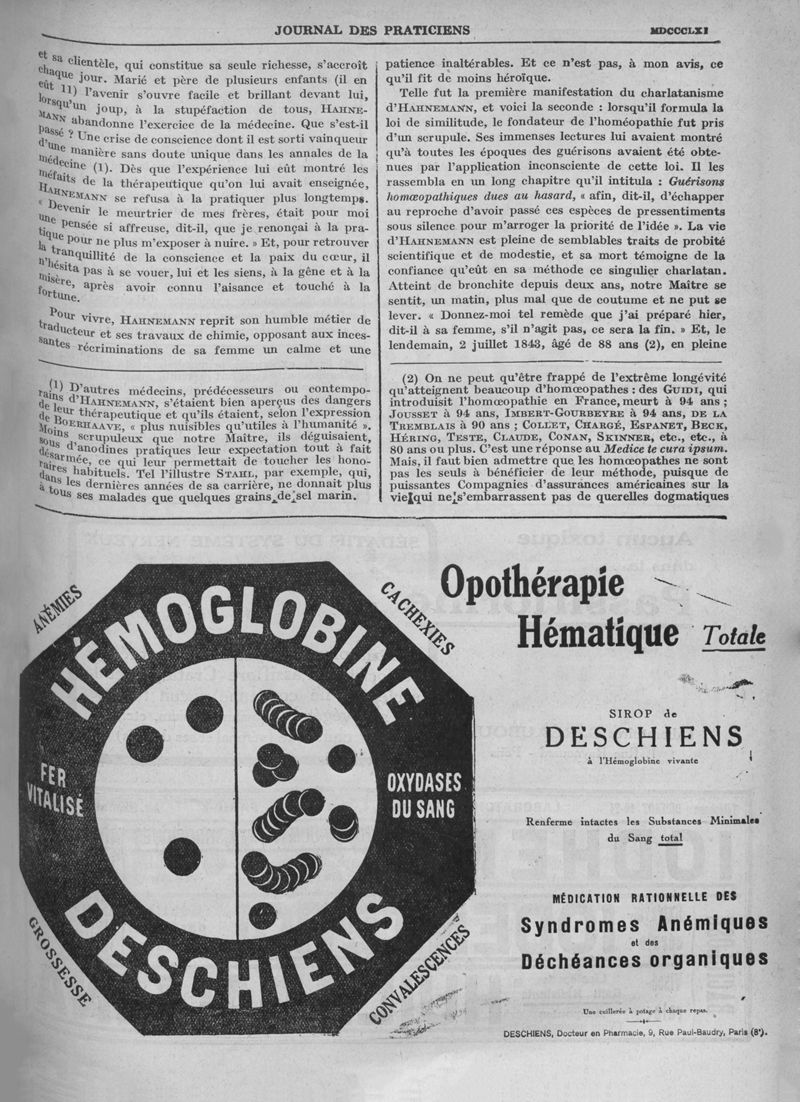 JOURNAL DES PRATICIENS
MDCCCLXI
et sa clientèle, qui constitue sa seule richesse, s'accroît
chaque jour. Marié et père de plusieurs enfants (il en
eût 11) l'avenir s'ouvre facile et brillant devant lui,
lorsqu'un joup, à la stupéfaction de tous, HAHNE-
MANN abandonne l'exercice de la médecine. Que s'est-il
passé ? Une crise de conscience dont il est sorti vainqueur
d'une manière sans doute unique dans les annales de la
médecine (1). Dès que l'expérience lui eût montré les
méfaits de la thérapeutique qu'on lui avait enseignée,
HAHNEMANN se refusa à la pratiquer plus longtemps.
« Devenir le meurtrier de mes frères, était pour moi
une pensée si affreuse, dit-il, que je renonçai à la pra-
tique pour ne plus m'exposer à nuire. » Et, pour retrouver
la tranquillité de la conscience et la paix du cœur, il
n'hésita pas à se vouer, lui et les siens, à la gêne et à la
misère, après avoir connu l'aisance et touché à la
fortune.
Pour vivre, HAHNEMANN reprit son humble métier de
traducteur et ses travaux de chimie, opposant aux inces-
santes récriminations de sa femme un calme et une
(1) D'autres médecins, prédécesseurs ou contempo-
rains d'HAHNEMANN, s'étaient bien aperçus des dangers
de leur thérapeutique et qu'ils étaient, selon l'expression
de BOERHAAVE, « plus nuisibles qu'utiles à l'humanité ».
Moins scrupuleux que notre Maître, ils déguisaient,
sous d'anodines pratiques leur expectation tout à fait
désarmée, ce qui leur permettait de toucher les hono-
raires habituels. Tel l'illustre STAHL, par exemple, qui,
dans les dernières années de sa carrière, ne donnait plus
à tous ses malades que quelques grains de sel marin.
patience inaltérables. Et ce n'est pas, à mon avis, ce
qu'il fit de moins héroïque.
Telle fut la première manifestation du charlatanisme
d'HAHNEMANN, et voici la seconde : lorsqu'il formula la
loi de similitude, le fondateur de l'homéopathie fut pris
d'un scrupule. Ses immenses lectures lui avaient montré
qu'à toutes les époques des guérisons avaient été obte-
nues par l'application inconsciente de cette loi. Il les
rassembla en un long chapitre qu'il intitula : Guérisons
homœopathiques dues au hasard, « afin, dit-il, d'échapper
au reproche d'avoir passé ces espèces de pressentiments
sous silence pour m'arroger la priorité de l'idée ». La vie
d'HAHNEMANN est pleine de semblables traits de probité
scientifique et de modestie, et sa mort témoigne de la
confiance qu'eût en sa méthode ce singulier charlatan.
Atteint de bronchite depuis deux ans, notre Maître se
sentit, un matin, plus mal que de coutume et ne put se
lever. « Donnez-moi tel remède que j'ai préparé hier,
dit-il à sa femme, s'il n'agit pas, ce sera la fin. » Et, le
lendemain, 2 juillet 1843, âgé de 88 ans (2), en pleine
(2) On ne peut qu'être frappé de l'extrême longévité
qu'atteignent beaucoup d'homœopathes : des GUIDI, qui
introduisit l'homœopathie en France, meurt à 94 ans ;
JOUSSET à 94 ans, IMBERT-GOURBEYRE à 94 ans, DE LA
TREMBLAIS à 90 ans ; COLLET, CHARGÉ, ESPANET, BECK,
HÉRING, TESTE, CLAUDE, CONAN, SKINNER, etc., etc., à
80 ans ou plus. C'est une réponse au Medice te cura ipsum.
Mais, il faut bien admettre que les homœopathes ne sont
pas les seuls à bénéficier de leur méthode, puisque de
puissantes Compagnies d'assurances américaines sur la
vie qui ne s'embarrassent pas de querelles dogmatiques
ANÉMIES
CACHEXIES
HÉMOGLOBINE
FER
VITALISÉ
OXYDASES
DU SANG
DESCHIENS
GROSSESSE
CONVALESCENCES
Opothérapie
Hématique Totale
SIROP de
DESCHIENS
à l'Hémoglobine vivante
Renferme intactes les Substances Minimales
du Sang total
MÉDICATION RATIONNELLE DES
Syndromes Anémiques
et des
Déchéances organiques
Une cuillerée à potage à chaque repas.
DESCHIENS, Docteur en Pharmacie, 9, Rue Paul-Baudry, Paris (8e).